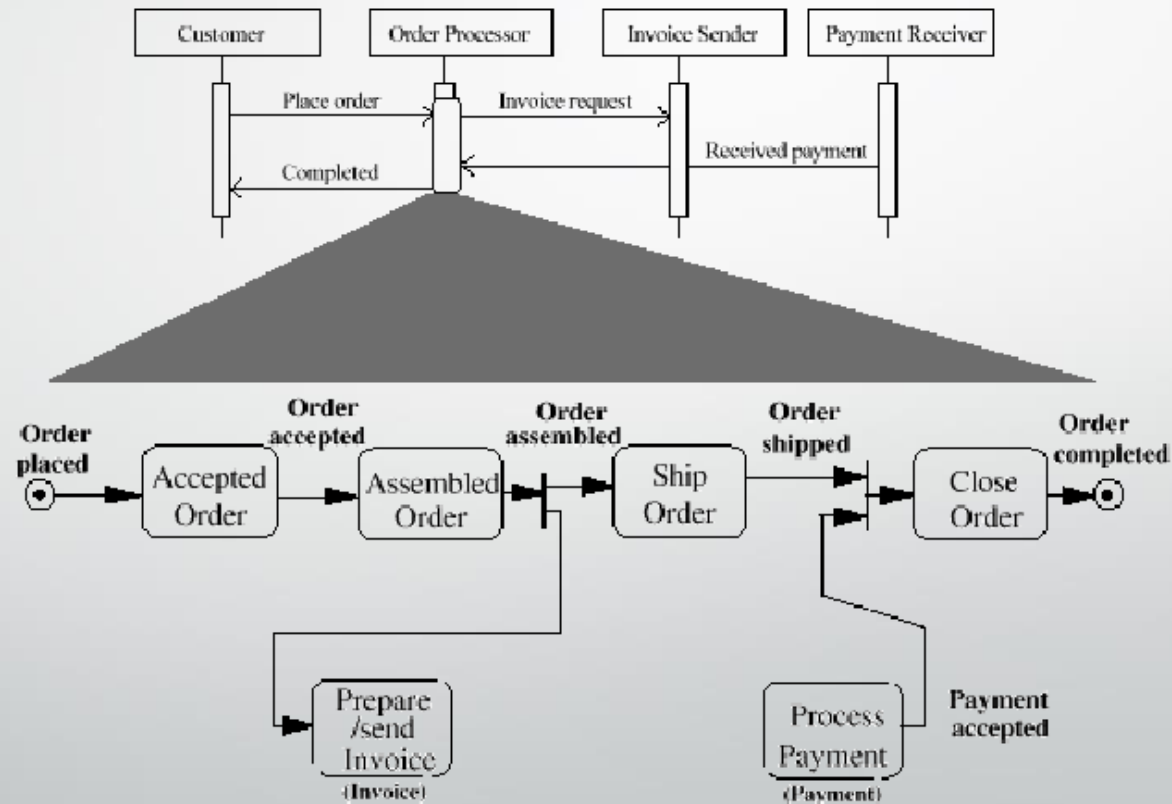 Customer
Order Processor
Invoice Sender
Payment Receiver
Place order
Invoice request
Received payment
Completed
Order
placed
Order
accepted
Order
assembled
Order
shipped
Order
completed
Accepted
Order
Assembled
Order
Ship
Order
Close
Order
Prepare
/send
Invoice
(Invoice)
Process
Payment
(Payment)
Payment
accepted